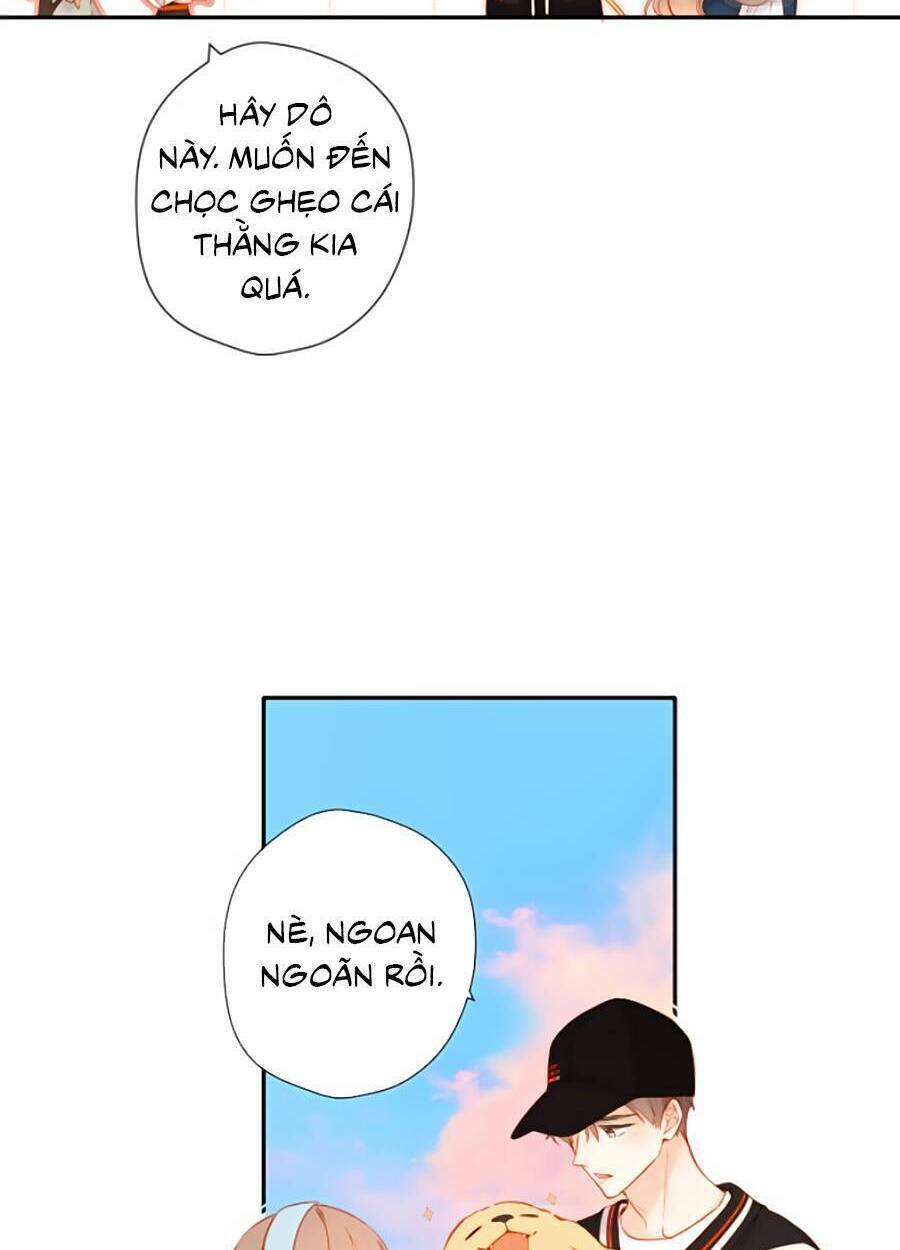 HÂY DÔ
NÀY. MUỐN ĐẾN
CHỌC GHẸO CÁI
THẰNG KIA
QUÁ.
NÈ, NGOAN
NGOÃN RỒI.